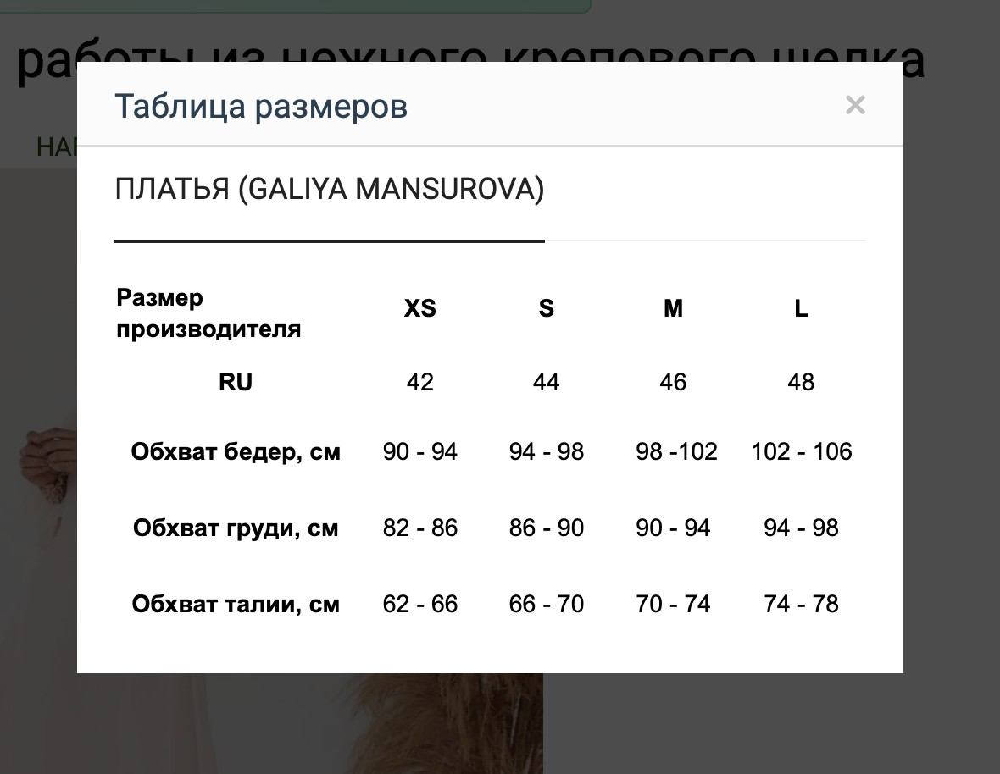 работы из нежного крепового шелка
Таблица размеров ×
НА
ПЛАТЬЯ (GALIYA MANSUROVA)
Размер
производителя XS S M L
RU 42 44 46 48
Обхват бедер, см 90 - 94 94 - 98 98 -102 102 - 106
Обхват груди, см 82 - 86 86 - 90 90 - 94 94 - 98
Обхват талии, см 62 - 66 66 - 70 70 - 74 74 - 78